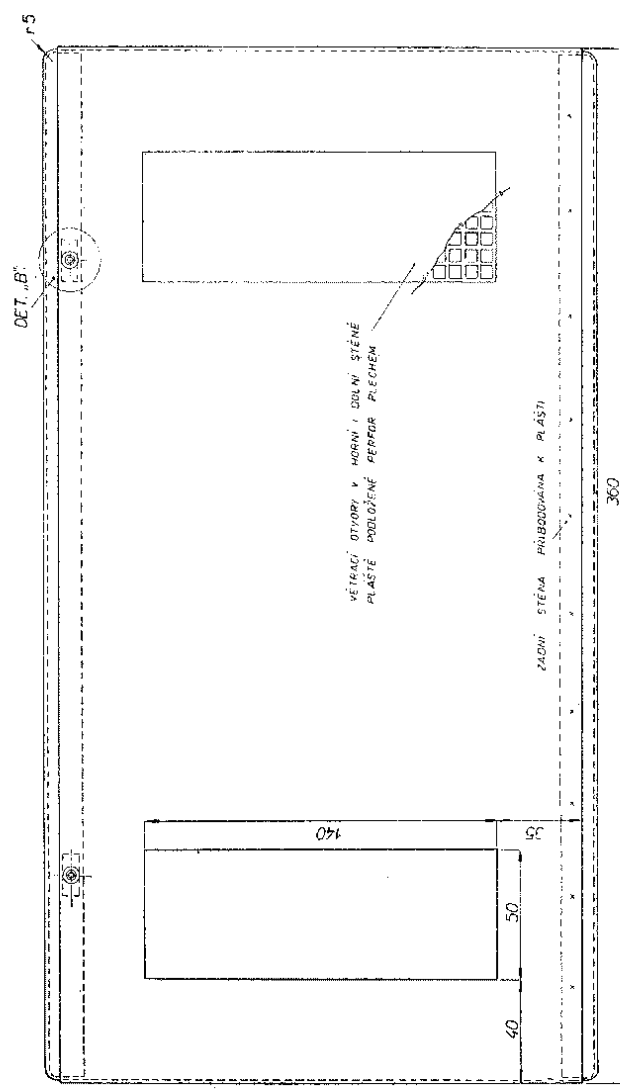 r5
DET. „B"
VĚTRACÍ OTVORY V HORNÍ I DOLNÍ STĚNĚ
PLÁŠTĚ PODLOŽENÉ PERFOR PLECHEM
ZADNÍ STĚNA PŘIBODOVÁNA K PLÁŠTI
140
35
50
40
360